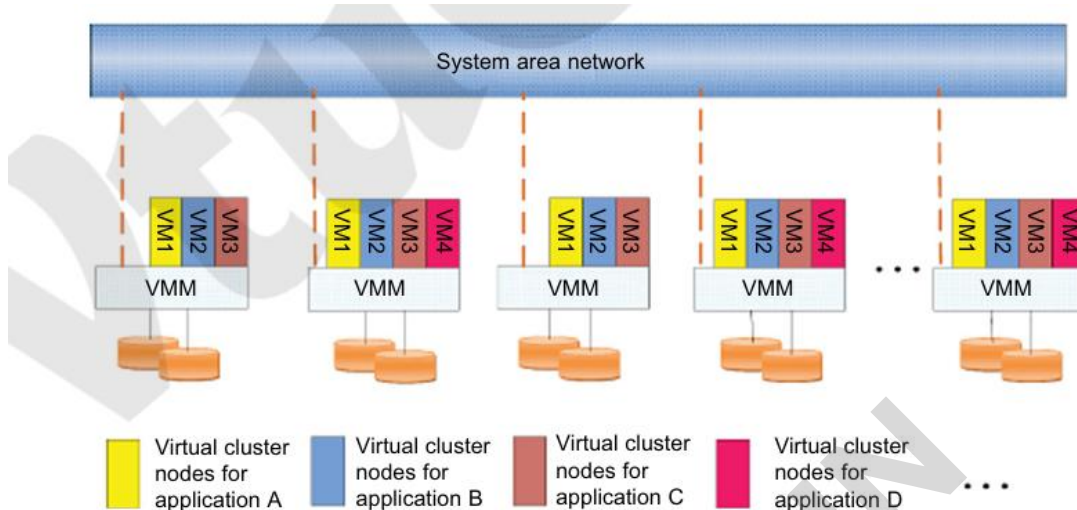 System area network
VM1 VM2 VM3
VM1 VM2 VM3 VM4
VM1 VM2 VM3
VM1 VM2 VM3 VM4
VM1 VM2 VM3 VM4
VMM
VMM
VMM
VMM
VMM
Virtual cluster
nodes for
application A
Virtual cluster
nodes for
application B
Virtual cluster
nodes for
application C
Virtual cluster
nodes for
application D